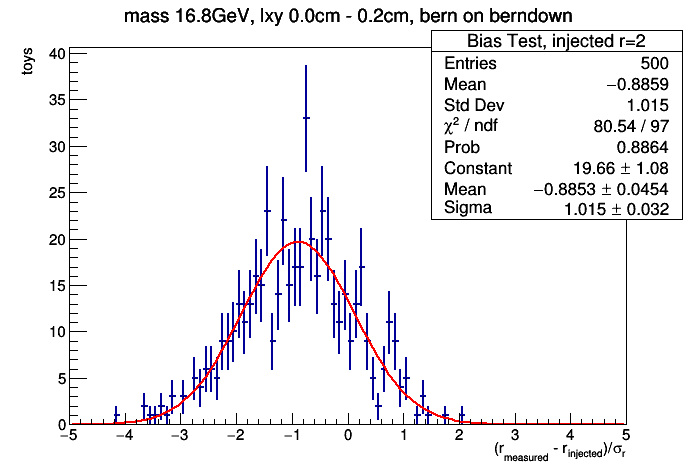 mass 16.8GeV, lxy 0.0cm - 0.2cm, bern on berndown
Bias Test, injected r=2
Entries 500
Mean −0.8859
Std Dev 1.015
χ² / ndf 80.54 / 97
Prob 0.8864
Constant 19.66 ± 1.08
Mean −0.8853 ± 0.0454
Sigma 1.015 ± 0.032
toys
40
35
30
25
20
15
10
5
0
−5 −4 −3 −2 −1 0 1 2 3 4 5
(r_measured - r_injected)/σ_r